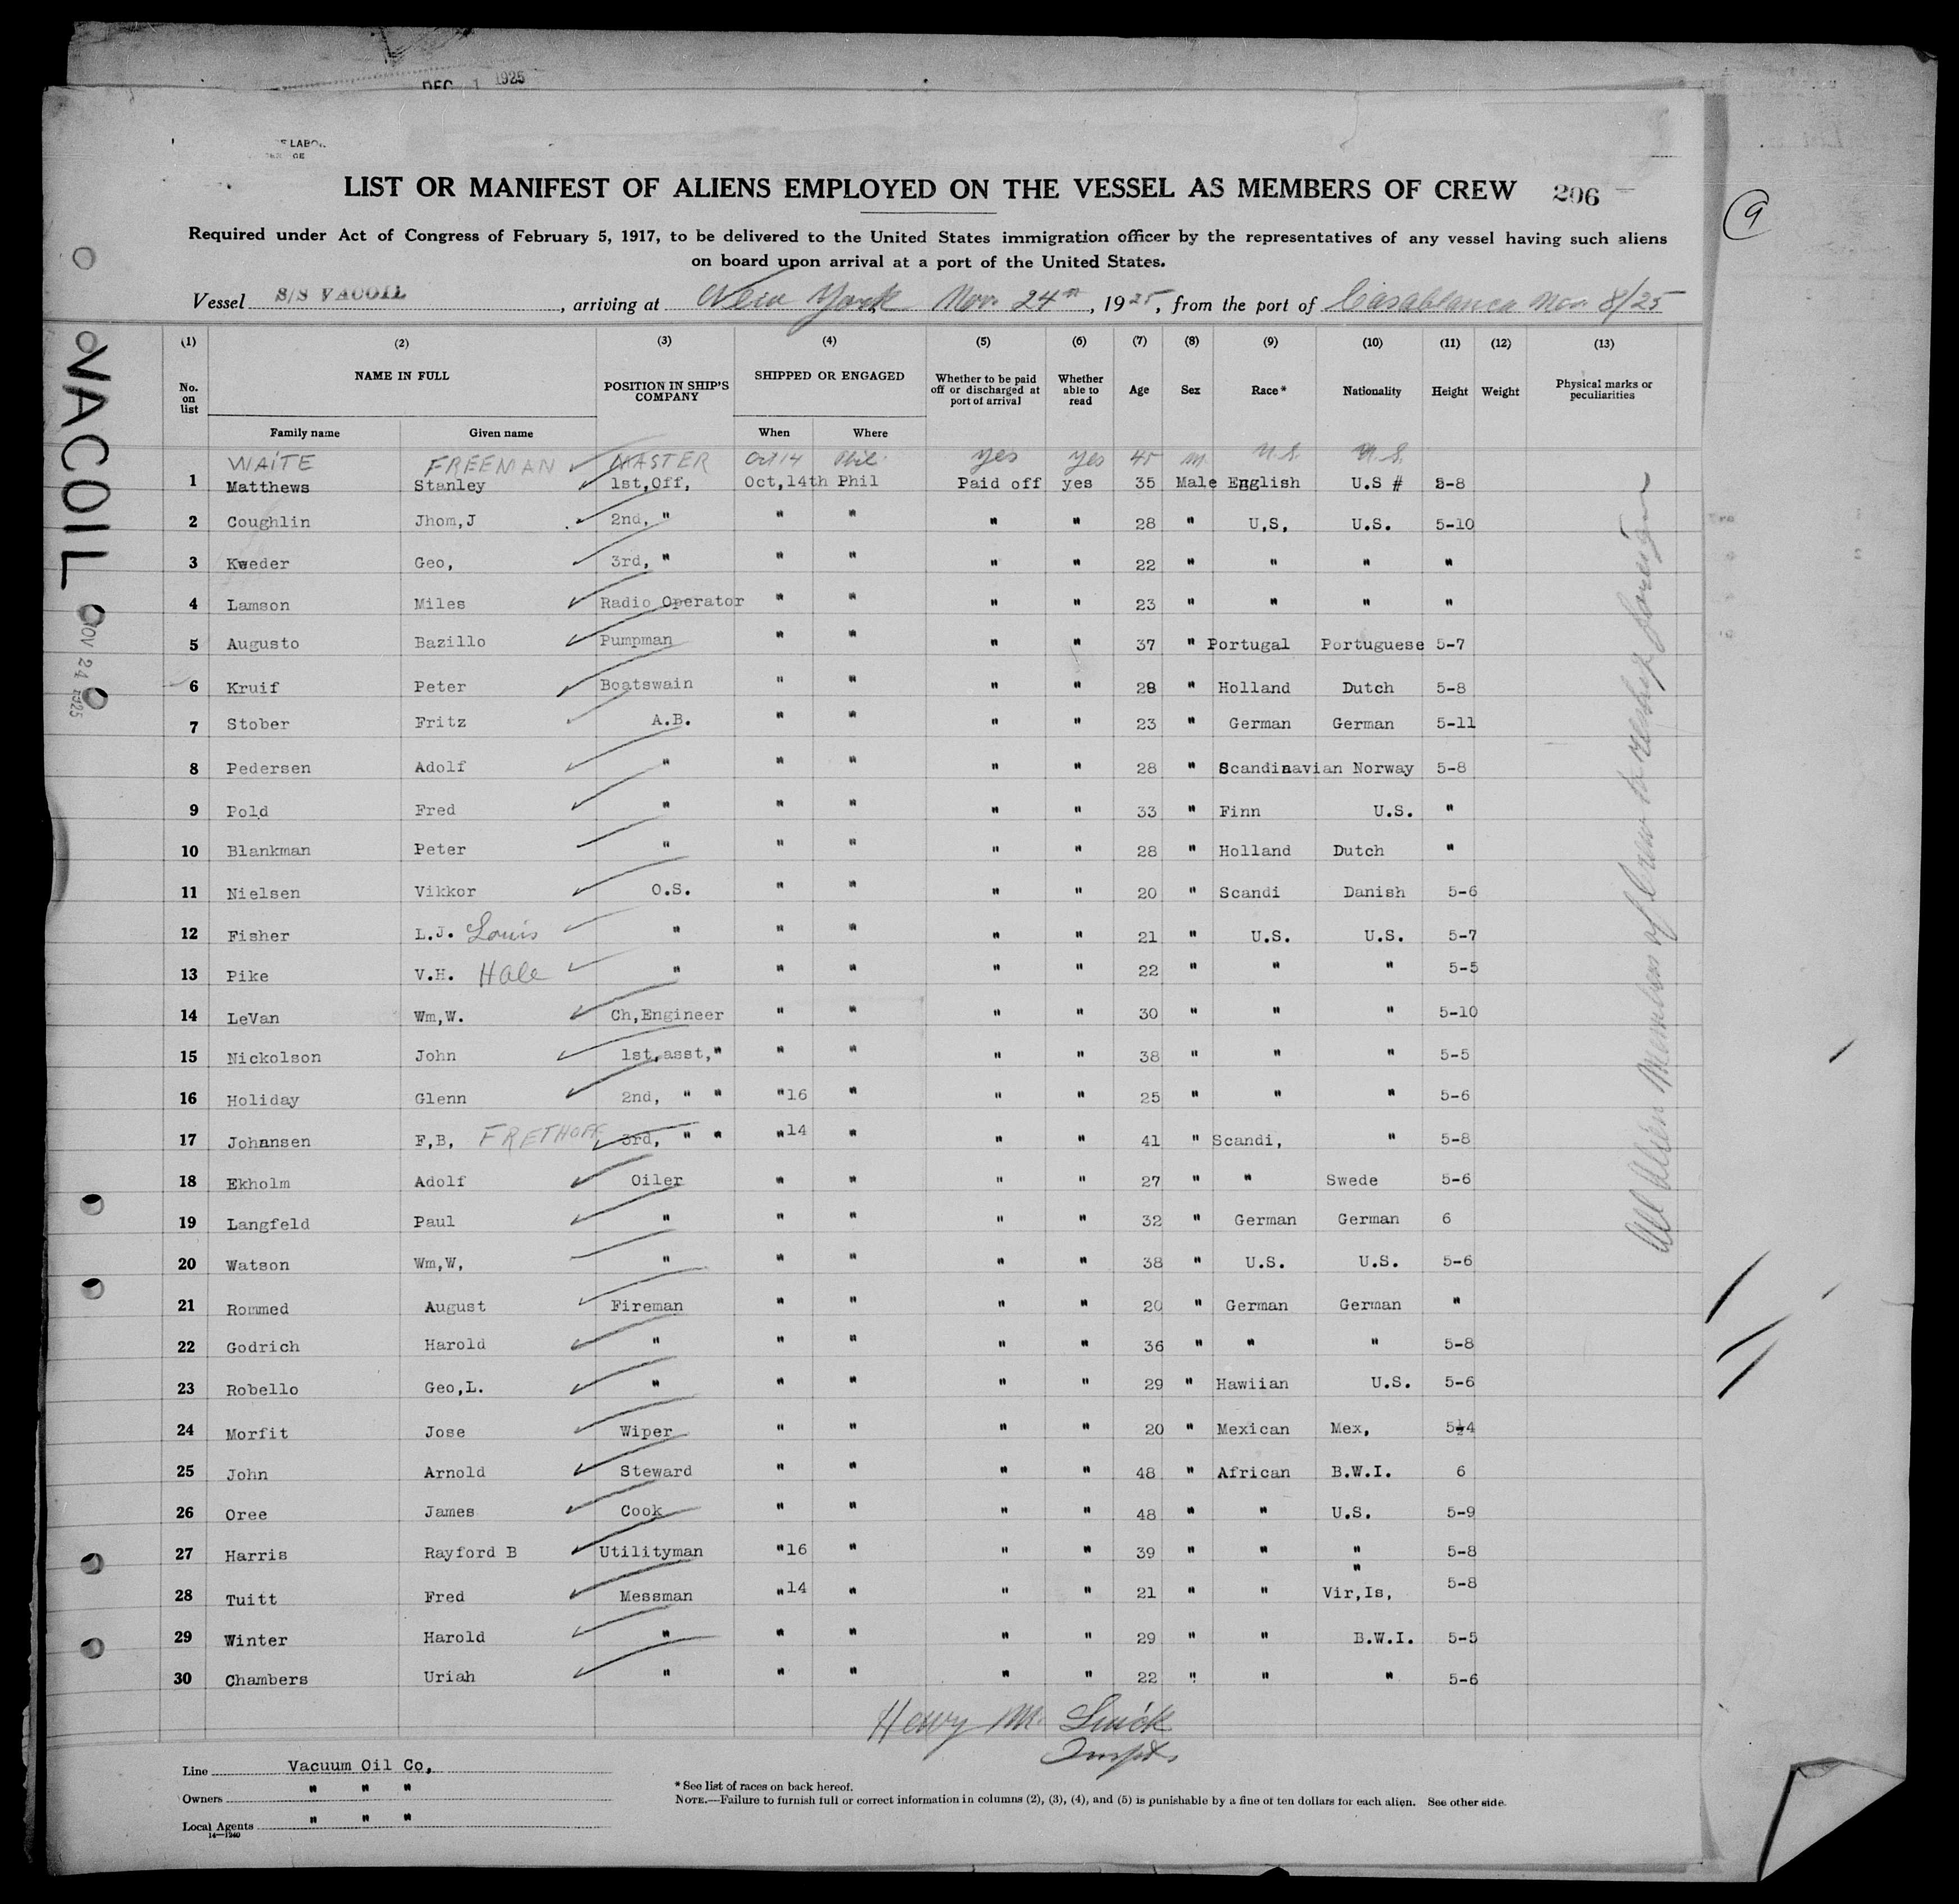 DEC 1 1925
LIST OR MANIFEST OF ALIENS EMPLOYED ON THE VESSEL AS MEMBERS OF CREW 206
9
Required under Act of Congress of February 5, 1917, to be delivered to the United States immigration officer by the representatives of any vessel having such aliens
on board upon arrival at a port of the United States.
Vessel S/S VACOIL, arriving at New York Nov. 24th, 1925, from the port of Casablanca Nov. 8/25
VACOIL
NOV 24 1925
(1) (2) (3) (4) (5) (6) (7) (8) (9) (10) (11) (12) (13)
No. on list NAME IN FULL POSITION IN SHIP'S COMPANY SHIPPED OR ENGAGED Whether to be paid off or discharged at port of arrival Whether able to read Age Sex Race* Nationality Height Weight Physical marks or peculiarities
Family name Given name When Where
WAITE FREEMAN MASTER Oct 14 Phil. yes yes 45 M. U.S. U.S.
1 Matthews Stanley 1st,Off, Oct,14th Phil Paid off yes 35 Male English U.S # 5-8
2 Coughlin Jhom,J 2nd, " " " " " 28 " U,S, U.S. 5-10
3 Kweder Geo, 3rd, " " " " " 22 " " " "
4 Lamson Miles Radio Operator " " " " 23 " " " "
5 Augusto Bazillo Pumpman " " " " 37 " Portugal Portuguese 5-7
6 Kruif Peter Boatswain " " " " 28 " Holland Dutch 5-8
7 Stober Fritz A.B. " " " " 23 " German German 5-11
8 Pedersen Adolf " " " " " 28 " Scandinavian Norway 5-8
9 Pold Fred " " " " " 33 " Finn U.S. "
10 Blankman Peter " " " " " 28 " Holland Dutch "
11 Nielsen Vikkor O.S. " " " " 20 " Scandi Danish 5-6
12 Fisher L.J. Louis " " " " " 21 " U.S. U.S. 5-7
13 Pike V.H. Hale " " " " " 22 " " " 5-5
14 LeVan Wm,W. Ch,Engineer " " " " 30 " " " 5-10
15 Nickolson John 1st,asst," " " " " 38 " " " 5-5
16 Holiday Glenn 2nd, " " "16 " " " 25 " " " 5-6
17 Johansen F,B, FRETHOFF 3rd, " " "14 " " " 41 " Scandi, " 5-8
18 Ekholm Adolf Oiler " " " " 27 " " Swede 5-6
19 Langfeld Paul " " " " " 32 " German German 6
20 Watson Wm,W, " " " " " 38 " U.S. U.S. 5-6
21 Rommed August Fireman " " " " 20 " German German "
22 Godrich Harold " " " " " 36 " " " 5-8
23 Robello Geo,L. " " " " " 29 " Hawiian U.S. 5-6
24 Morfit Jose Wiper " " " " 20 " Mexican Mex, 5½4
25 John Arnold Steward " " " " 48 " African B.W.I. 6
26 Oree James Cook " " " " 48 " " U.S. 5-9
27 Harris Rayford B Utilityman "16 " " " 39 " " " 5-8
28 Tuitt Fred Messman "14 " " " 21 " " " Vir,Is, 5-8
29 Winter Harold " " " " " 29 " " B.W.I. 5-5
30 Chambers Uriah " " " " " 22 " " " 5-6
All Alien Members of Crew to reship foreign
Henry M.
Inspt.
Line Vacuum Oil Co,
Owners " " "
Local Agents " " "
14—1240
* See list of races on back hereof.
NOTE.—Failure to furnish full or correct information in columns (2), (3), (4), and (5) is punishable by a fine of ten dollars for each alien. See other side.